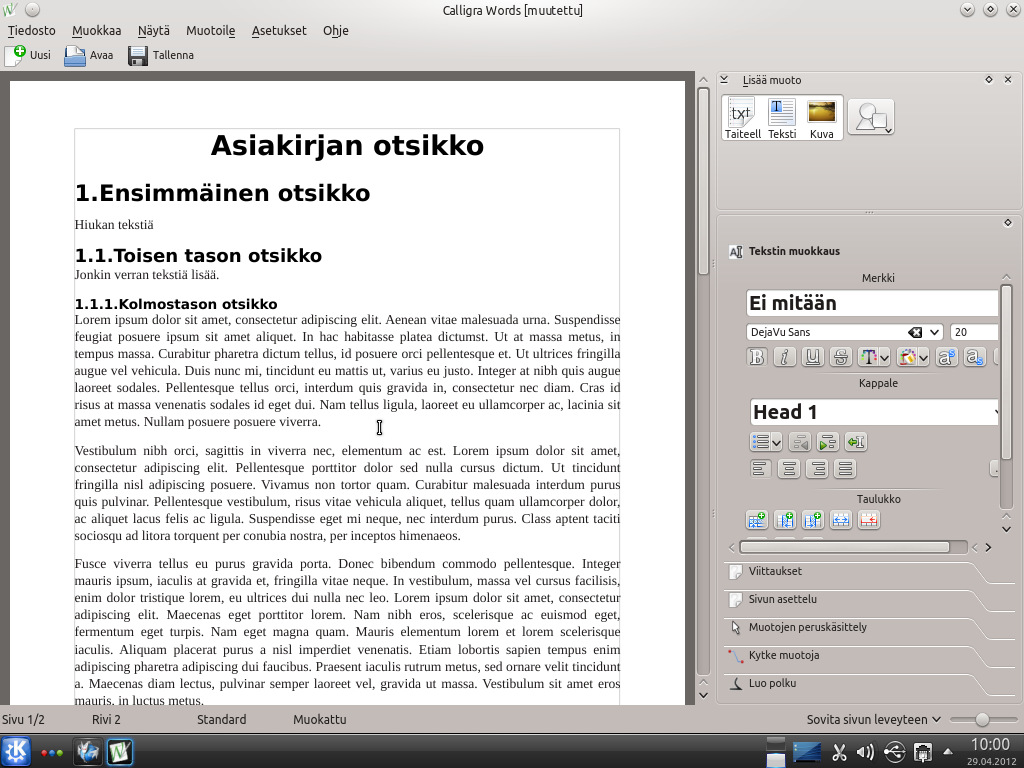 Calligra Words [muutettu]
Tiedosto Muokkaa Näytä Muotoile Asetukset Ohje
Uusi Avaa Tallenna
Asiakirjan otsikko
1.Ensimmäinen otsikko
Hiukan tekstiä
1.1.Toisen tason otsikko
Jonkin verran tekstiä lisää.
1.1.1.Kolmostason otsikko
Lorem ipsum dolor sit amet, consectetur adipiscing elit. Aenean vitae malesuada urna. Suspendisse
feugiat posuere ipsum sit amet aliquet. In hac habitasse platea dictumst. Ut at massa metus, in
tempus massa. Curabitur pharetra dictum tellus, id posuere orci pellentesque et. Ut ultrices fringilla
augue vel vehicula. Duis nunc mi, tincidunt eu mattis ut, varius eu justo. Integer at nibh quis augue
laoreet sodales. Pellentesque tellus orci, interdum quis gravida in, consectetur nec diam. Cras id
risus at massa venenatis sodales id eget dui. Nam tellus ligula, laoreet eu ullamcorper ac, lacinia sit
amet metus. Nullam posuere posuere viverra.
Vestibulum nibh orci, sagittis in viverra nec, elementum ac est. Lorem ipsum dolor sit amet,
consectetur adipiscing elit. Pellentesque porttitor dolor sed nulla cursus dictum. Ut tincidunt
fringilla nisl adipiscing posuere. Vivamus non tortor quam. Curabitur malesuada interdum purus
quis pulvinar. Pellentesque vestibulum, risus vitae vehicula aliquet, tellus quam ullamcorper dolor,
ac aliquet lacus felis ac ligula. Suspendisse eget mi neque, nec interdum purus. Class aptent taciti
sociosqu ad litora torquent per conubia nostra, per inceptos himenaeos.
Fusce viverra tellus eu purus gravida porta. Donec bibendum commodo pellentesque. Integer
mauris ipsum, iaculis at gravida et, fringilla vitae neque. In vestibulum, massa vel cursus facilisis,
enim dolor tristique lorem, eu ultrices dui nulla nec leo. Lorem ipsum dolor sit amet, consectetur
adipiscing elit. Maecenas eget porttitor lorem. Nam nibh eros, scelerisque ac euismod eget,
fermentum eget turpis. Nam eget magna quam. Mauris elementum lorem et lorem scelerisque
iaculis. Aliquam placerat purus a nisl imperdiet venenatis. Etiam lobortis sapien tempus enim
adipiscing pharetra adipiscing dui faucibus. Praesent iaculis rutrum metus, sed ornare velit tincidunt
a. Maecenas diam lectus, pulvinar semper laoreet vel, gravida ut massa. Vestibulum sit amet eros
mauris, in luctus metus.
Lisää muoto
txt T
Taiteell Teksti Kuva
Tekstin muokkaus
Merkki
Ei mitään
DejaVu Sans 20
B i U S T a a
Kappale
Head 1
Taulukko
Viittaukset
Sivun asettelu
Muotojen peruskäsittely
Kytke muotoja
Luo polku
Sivu 1/2 Rivi 2 Standard Muokattu Sovita sivun leveyteen
10:00
29.04.2012